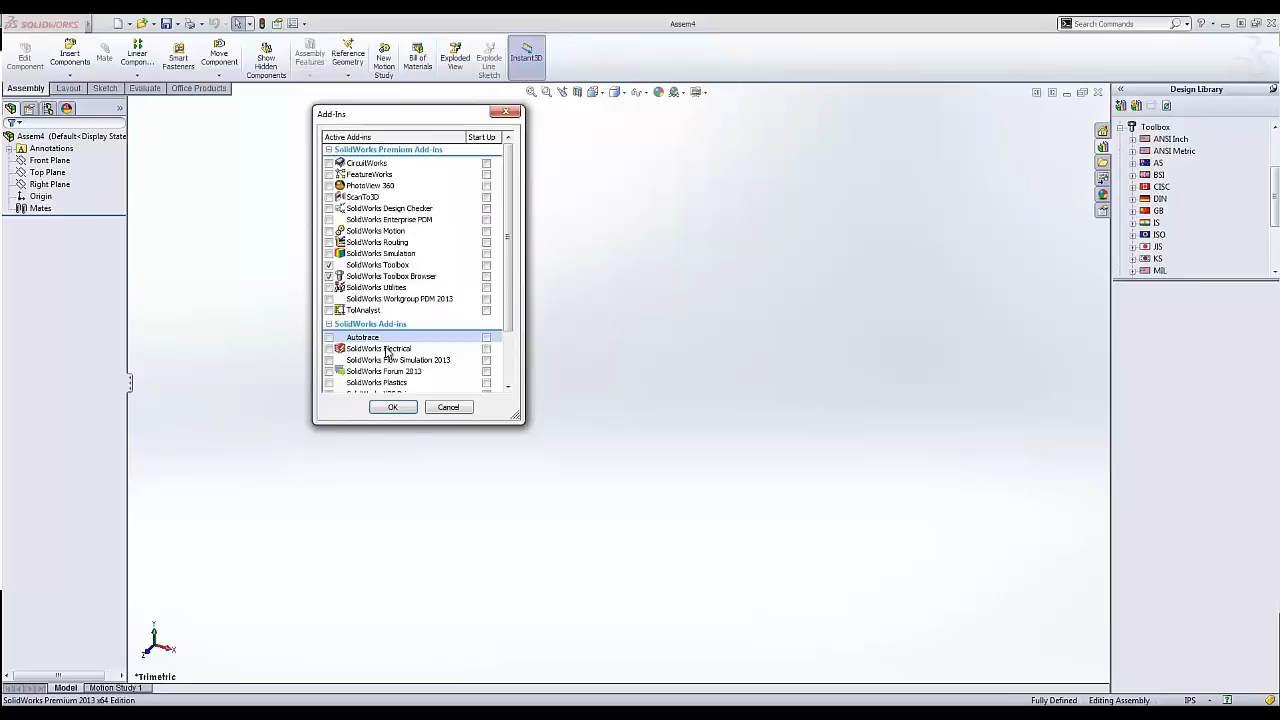 SOLIDWORKS
Assem4
Search Commands
Edit Component
Insert Components
Mate
Linear Compon...
Smart Fasteners
Move Component
Show Hidden Components
Assembly Features
Reference Geometry
New Motion Study
Bill of Materials
Exploded View
Explode Line Sketch
Instant3D
Assembly
Layout
Sketch
Evaluate
Office Products
Assem4 (Default<Display State
Annotations
Front Plane
Top Plane
Right Plane
Origin
Mates
Add-Ins
Active Add-ins
Start Up
SolidWorks Premium Add-ins
CircuitWorks
FeatureWorks
PhotoView 360
ScanTo3D
SolidWorks Design Checker
SolidWorks Enterprise PDM
SolidWorks Motion
SolidWorks Routing
SolidWorks Simulation
SolidWorks Toolbox
SolidWorks Toolbox Browser
SolidWorks Utilities
SolidWorks Workgroup PDM 2013
TolAnalyst
SolidWorks Add-ins
Autotrace
SolidWorks Electrical
SolidWorks Flow Simulation 2013
SolidWorks Forum 2013
SolidWorks Plastics
OK
Cancel
Design Library
Toolbox
ANSI Inch
ANSI Metric
AS
BSI
CISC
DIN
GB
IS
ISO
JIS
KS
MIL
Y
X
Z
*Trimetric
Model
Motion Study 1
SolidWorks Premium 2013 x64 Edition
Fully Defined
Editing Assembly
IPS